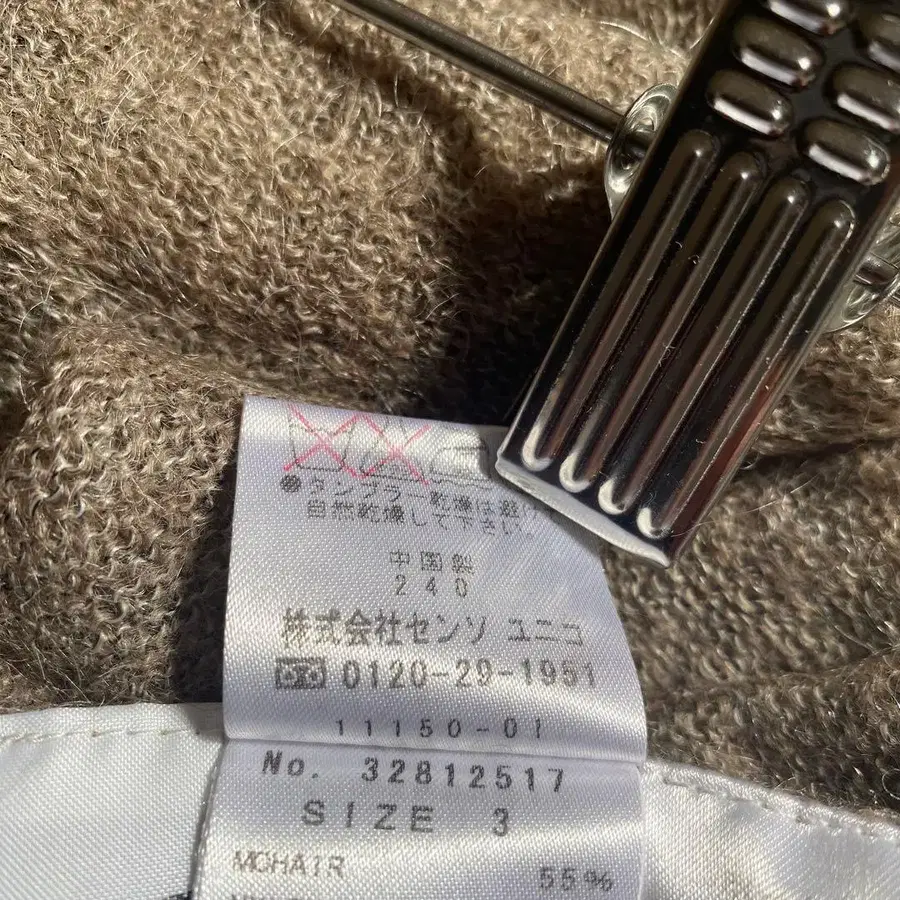 ●タンブラー乾燥は避け
自然乾燥して下さい。
中国製
240
株式会社センソ ユニコ
0120-29-1951
11150-01
No. 32812517
SIZE 3
MOHAIR 55%